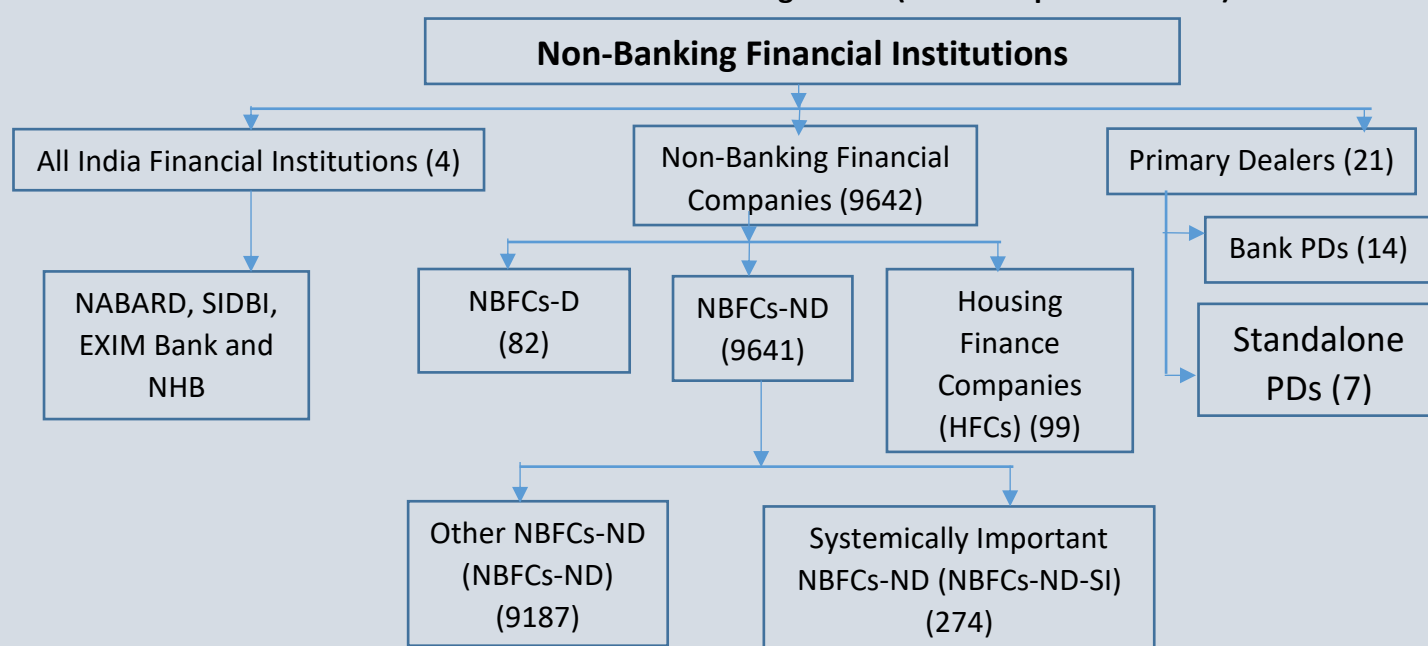 Non-Banking Financial Institutions
All India Financial Institutions (4)
Non-Banking Financial
Companies (9642)
Primary Dealers (21)
Bank PDs (14)
Standalone
PDs (7)
NABARD, SIDBI,
EXIM Bank and
NHB
NBFCs-D
(82)
NBFCs-ND
(9641)
Housing
Finance
Companies
(HFCs) (99)
Other NBFCs-ND
(NBFCs-ND)
(9187)
Systemically Important
NBFCs-ND (NBFCs-ND-SI)
(274)